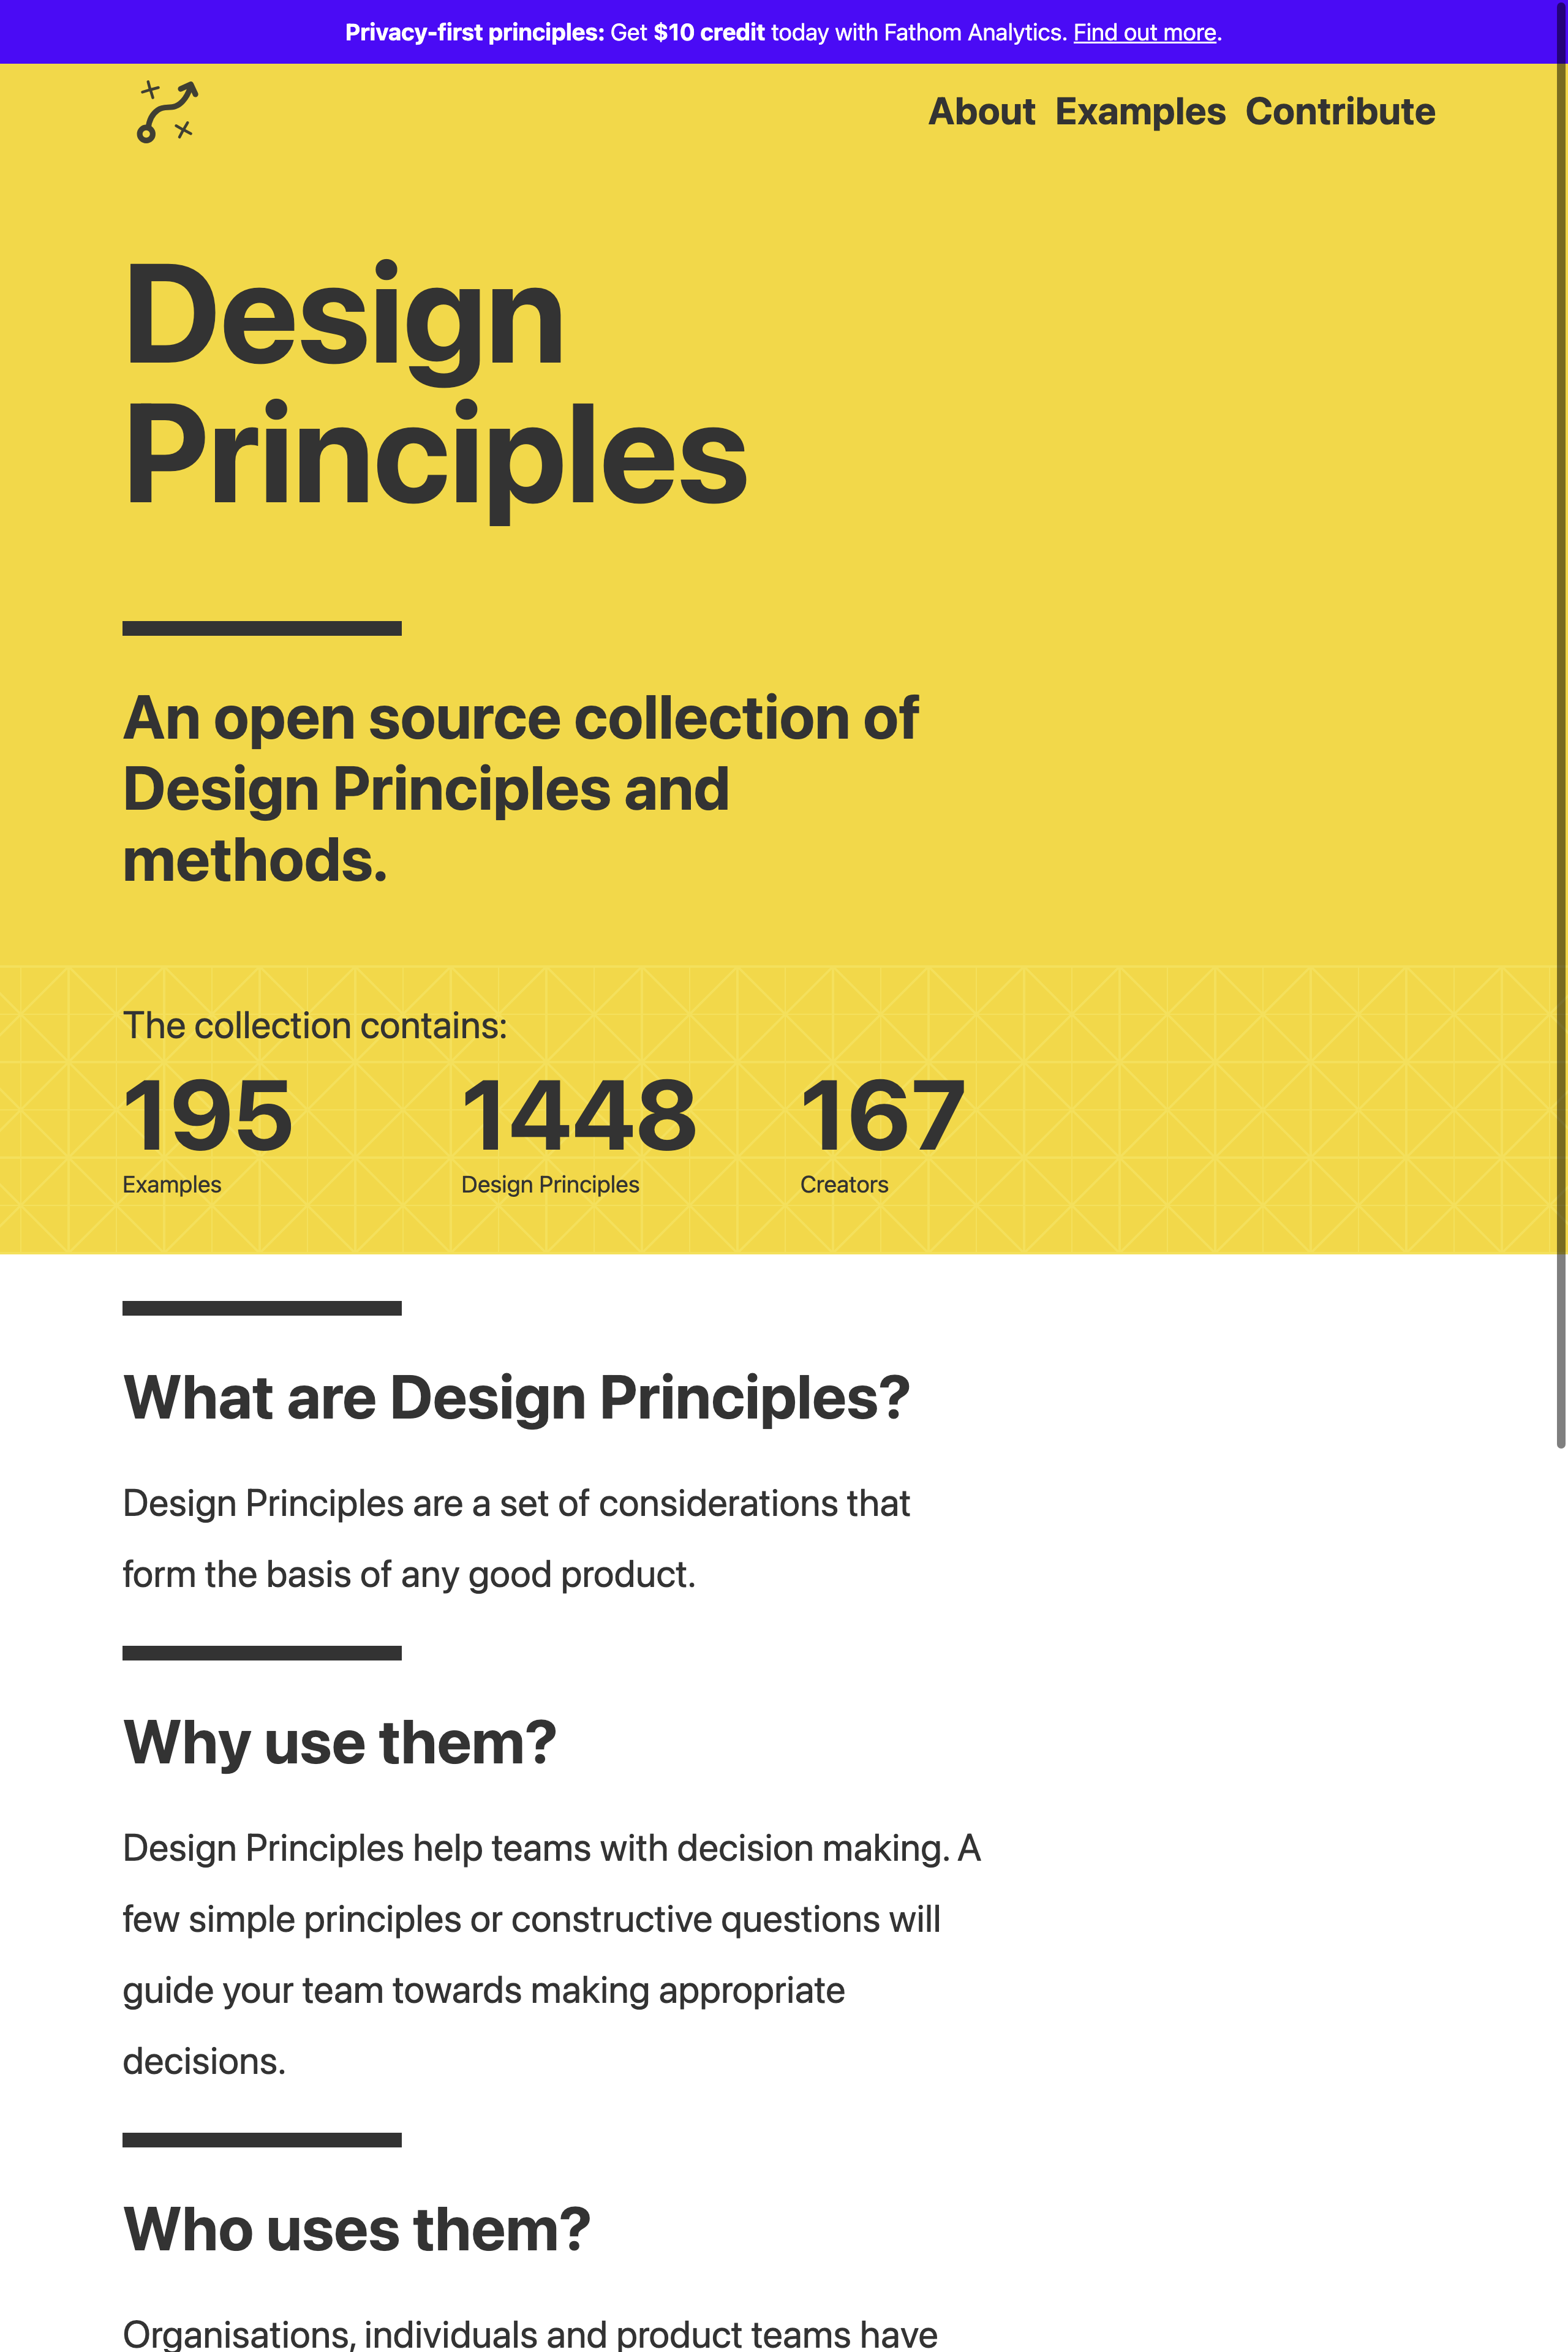 Privacy-first principles: Get $10 credit today with Fathom Analytics. Find out more.
About Examples Contribute
Design
Principles
An open source collection of
Design Principles and
methods.
The collection contains:
195 1448 167
Examples Design Principles Creators
What are Design Principles?
Design Principles are a set of considerations that
form the basis of any good product.
Why use them?
Design Principles help teams with decision making. A
few simple principles or constructive questions will
guide your team towards making appropriate
decisions.
Who uses them?
Organisations, individuals and product teams have